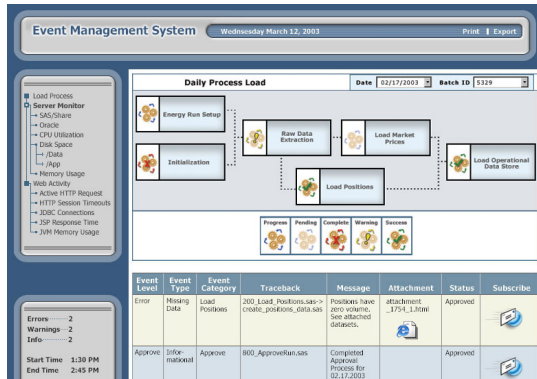 Event Management System
Wednesday March 12, 2003
Print | Export
Load Process
Server Monitor
SAS/Share
Oracle
CPU Utilization
Disk Space
/Data
/App
Memory Usage
Web Activity
Active HTTP Request
HTTP Session Timeouts
JDBC Connections
JSP Response Time
JVM Memory Usage
Errors 2
Warnings 2
Info 2
Start Time 1:30 PM
End Time 2:45 PM
Daily Process Load
Date 02/17/2003 Batch ID 5329
Energy Run Setup
Initialization
Raw Data
Extraction
Load Market
Prices
Load Positions
Load Operational
Data Store
Progress Pending Complete Warning Success
Event Level Event Type Event Category Traceback Message Attachment Status Subscribe
Error Missing Data Load Positions 200_Load_Positions.sas-> create_positions_data.sas Positions have zero volume. See attached datasets. attachment _1754_1.html Approved
Approve Infor-mational Approve 800_ApproveRun.sas Completed Approval Process for 02.17.2003 Approved